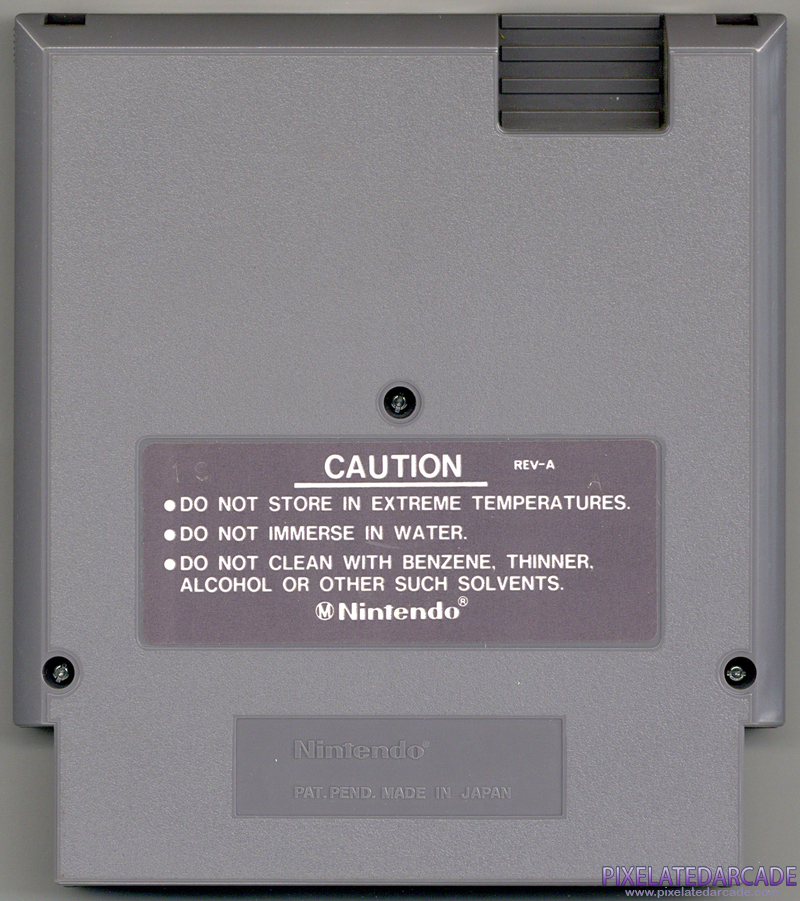 CAUTION REV-A
●DO NOT STORE IN EXTREME TEMPERATURES.
●DO NOT IMMERSE IN WATER.
●DO NOT CLEAN WITH BENZENE, THINNER,
ALCOHOL OR OTHER SUCH SOLVENTS.
Ⓜ Nintendo®
Nintendo®
PAT. PEND. MADE IN JAPAN
PIXELATEDARCADE
www.pixelatedarcade.com